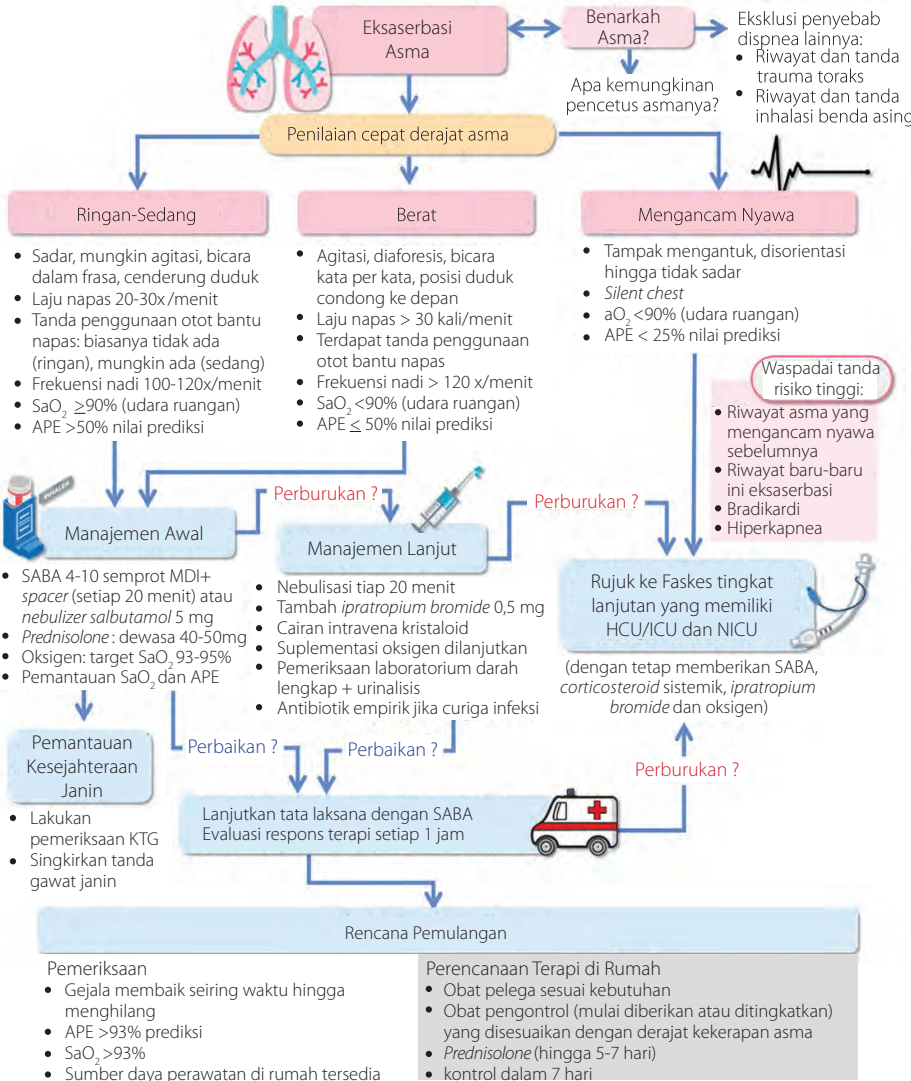 Eksaserbasi
Asma
Benarkah
Asma?
Eksklusi penyebab
dispnea lainnya:
• Riwayat dan tanda
trauma toraks
• Riwayat dan tanda
inhalasi benda asing
Apa kemungkinan
pencetus asmanya?
Penilaian cepat derajat asma
Ringan-Sedang
• Sadar, mungkin agitasi, bicara
dalam frasa, cenderung duduk
• Laju napas 20-30x/menit
• Tanda penggunaan otot bantu
napas: biasanya tidak ada
(ringan), mungkin ada (sedang)
• Frekuensi nadi 100-120x/menit
• SaO₂ ≥90% (udara ruangan)
• APE >50% nilai prediksi
Berat
• Agitasi, diaforesis, bicara
kata per kata, posisi duduk
condong ke depan
• Laju napas > 30 kali/menit
• Terdapat tanda penggunaan
otot bantu napas
• Frekuensi nadi > 120 x/menit
• SaO₂ <90% (udara ruangan)
• APE ≤ 50% nilai prediksi
Mengancam Nyawa
• Tampak mengantuk, disorientasi
hingga tidak sadar
• Silent chest
• aO₂ <90% (udara ruangan)
• APE < 25% nilai prediksi
Waspadai tanda
risiko tinggi:
• Riwayat asma yang
mengancam nyawa
sebelumnya
• Riwayat baru-baru
ini eksaserbasi
• Bradikardi
• Hiperkapnea
INHALER
Manajemen Awal
• SABA 4-10 semprot MDI+
spacer (setiap 20 menit) atau
nebulizer salbutamol 5 mg
• Prednisolone : dewasa 40-50mg
• Oksigen: target SaO₂ 93-95%
• Pemantauan SaO₂ dan APE
Perburukan ?
Manajemen Lanjut
• Nebulisasi tiap 20 menit
• Tambah ipratropium bromide 0,5 mg
• Cairan intravena kristaloid
• Suplementasi oksigen dilanjutkan
• Pemeriksaan laboratorium darah
lengkap + urinalisis
• Antibiotik empirik jika curiga infeksi
Perburukan ?
Rujuk ke Faskes tingkat
lanjutan yang memiliki
HCU/ICU dan NICU
(dengan tetap memberikan SABA,
corticosteroid sistemik, ipratropium
bromide dan oksigen)
Pemantauan
Kesejahteraan
Janin
• Lakukan
pemeriksaan KTG
• Singkirkan tanda
gawat janin
Perbaikan ?
Perbaikan ?
Perburukan ?
Lanjutkan tata laksana dengan SABA
Evaluasi respons terapi setiap 1 jam
Rencana Pemulangan
Pemeriksaan
• Gejala membaik seiring waktu hingga
menghilang
• APE >93% prediksi
• SaO₂ >93%
• Sumber daya perawatan di rumah tersedia
Perencanaan Terapi di Rumah
• Obat pelega sesuai kebutuhan
• Obat pengontrol (mulai diberikan atau ditingkatkan)
yang disesuaikan dengan derajat kekerapan asma
• Prednisolone (hingga 5-7 hari)
• kontrol dalam 7 hari